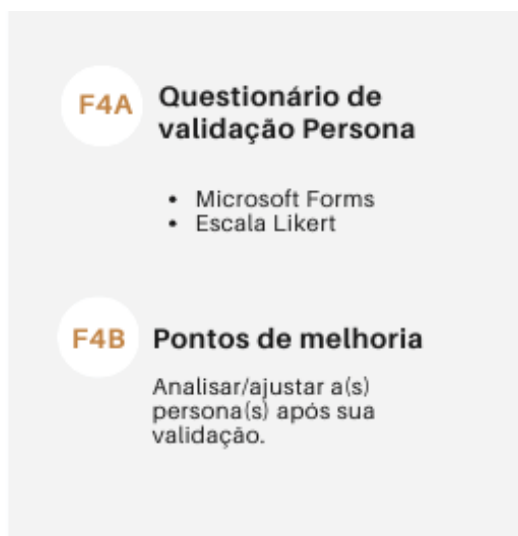 F4A
Questionário de
validação Persona
• Microsoft Forms
• Escala Likert
F4B
Pontos de melhoria
Analisar/ajustar a(s)
persona(s) após sua
validação.